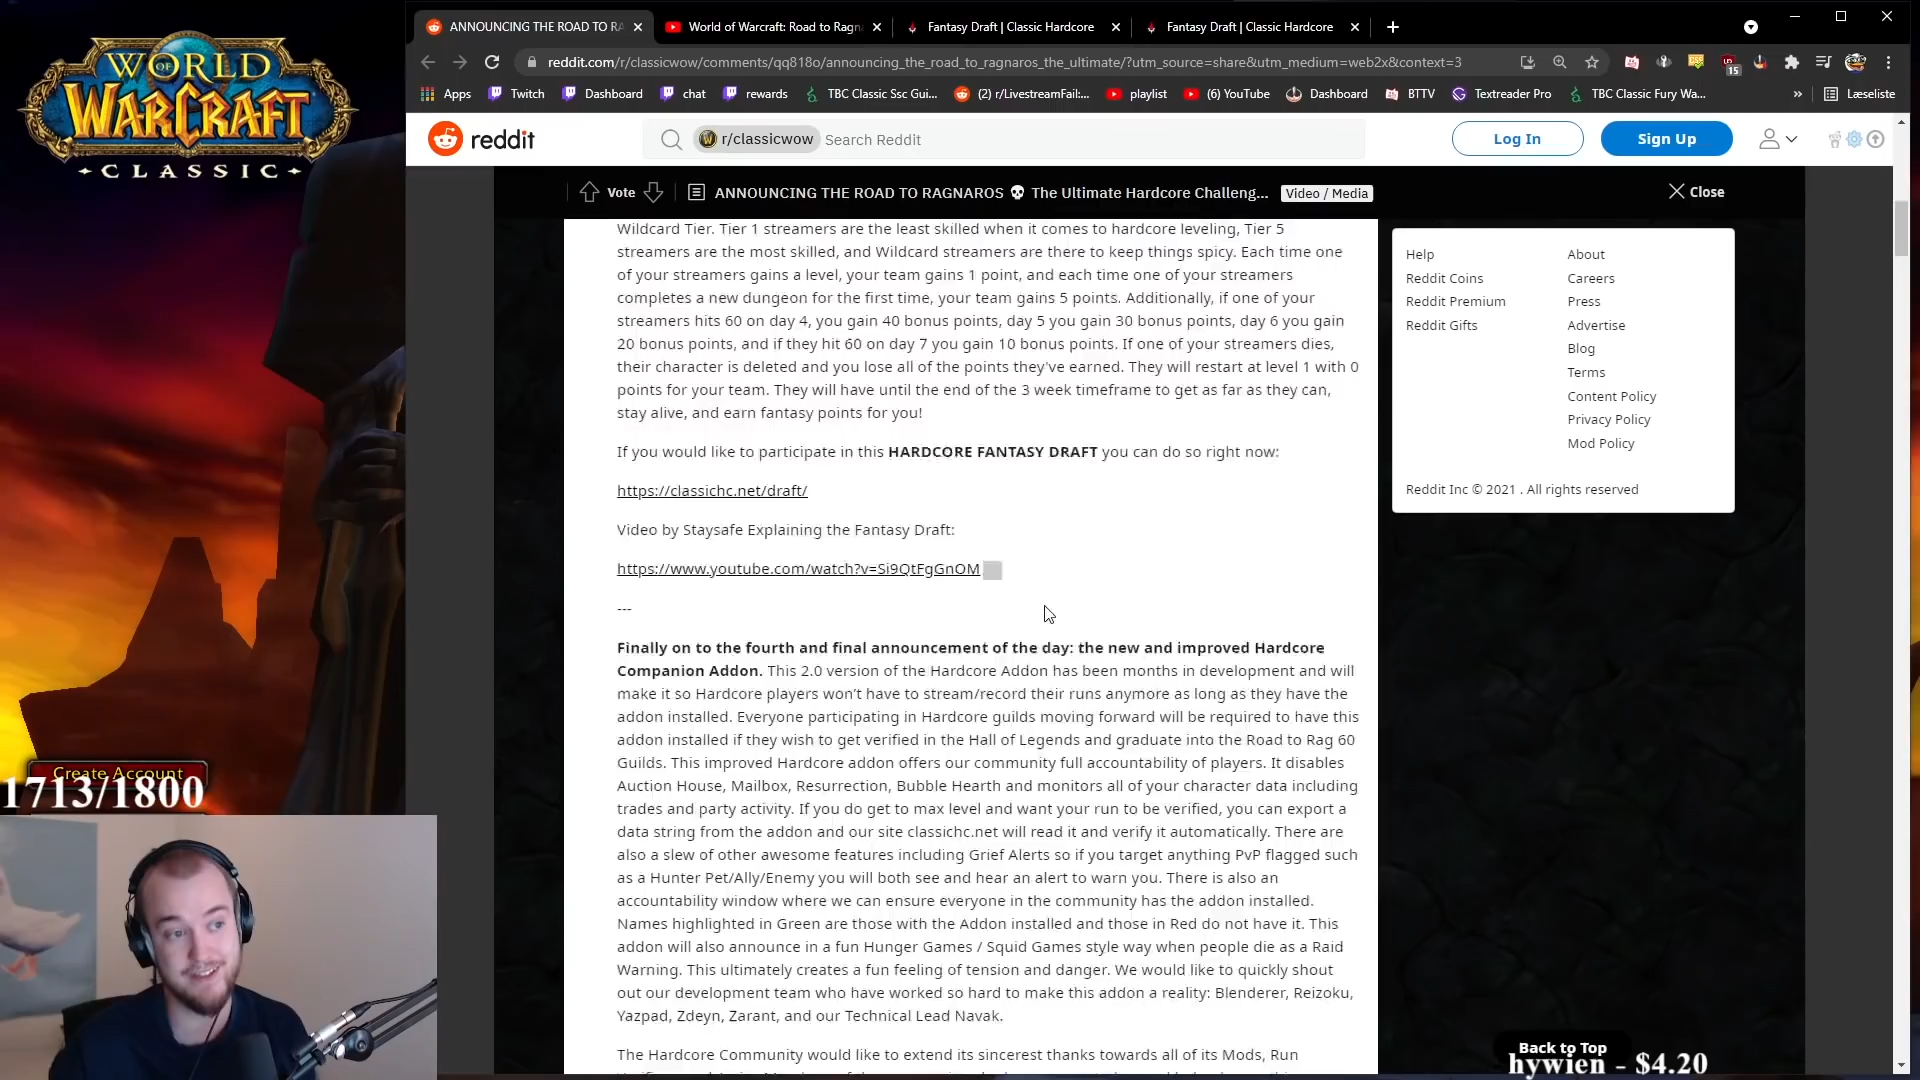 WORLD
OF
WARCRAFT
CLASSIC
Create Account
1713/1800
ANNOUNCING THE ROAD TO RA
World of Warcraft: Road to Ragn
Fantasy Draft | Classic Hardcore
Fantasy Draft | Classic Hardcore
reddit.com/r/classicwow/comments/qq818o/announcing_the_road_to_ragnaros_the_ultimate/?utm_source=share&utm_medium=web2x&context=3
15
Apps
Twitch
Dashboard
chat
rewards
TBC Classic Ssc Gui...
(2) r/LivestreamFail:...
playlist
(6) YouTube
Dashboard
BTTV
Textreader Pro
TBC Classic Fury Wa...
»
Læseliste
reddit
r/classicwow
Search Reddit
Log In
Sign Up
Vote
ANNOUNCING THE ROAD TO RAGNAROS 💀 The Ultimate Hardcore Challeng...
Video / Media
Close
Wildcard Tier. Tier 1 streamers are the least skilled when it comes to hardcore leveling, Tier 5
streamers are the most skilled, and Wildcard streamers are there to keep things spicy. Each time one
of your streamers gains a level, your team gains 1 point, and each time one of your streamers
completes a new dungeon for the first time, your team gains 5 points. Additionally, if one of your
streamers hits 60 on day 4, you gain 40 bonus points, day 5 you gain 30 bonus points, day 6 you gain
20 bonus points, and if they hit 60 on day 7 you gain 10 bonus points. If one of your streamers dies,
their character is deleted and you lose all of the points they've earned. They will restart at level 1 with 0
points for your team. They will have until the end of the 3 week timeframe to get as far as they can,
stay alive, and earn fantasy points for you!
If you would like to participate in this HARDCORE FANTASY DRAFT you can do so right now:
https://classichc.net/draft/
Video by Staysafe Explaining the Fantasy Draft:
https://www.youtube.com/watch?v=Si9QtFgGnOM
---
Finally on to the fourth and final announcement of the day: the new and improved Hardcore
Companion Addon. This 2.0 version of the Hardcore Addon has been months in development and will
make it so Hardcore players won't have to stream/record their runs anymore as long as they have the
addon installed. Everyone participating in Hardcore guilds moving forward will be required to have this
addon installed if they wish to get verified in the Hall of Legends and graduate into the Road to Rag 60
Guilds. This improved Hardcore addon offers our community full accountability of players. It disables
Auction House, Mailbox, Resurrection, Bubble Hearth and monitors all of your character data including
trades and party activity. If you do get to max level and want your run to be verified, you can export a
data string from the addon and our site classichc.net will read it and verify it automatically. There are
also a slew of other awesome features including Grief Alerts so if you target anything PvP flagged such
as a Hunter Pet/Ally/Enemy you will both see and hear an alert to warn you. There is also an
accountability window where we can ensure everyone in the community has the addon installed.
Names highlighted in Green are those with the Addon installed and those in Red do not have it. This
addon will also announce in a fun Hunger Games / Squid Games style way when people die as a Raid
Warning. This ultimately creates a fun feeling of tension and danger. We would like to quickly shout
out our development team who have worked so hard to make this addon a reality: Blenderer, Reizoku,
Yazpad, Zdeyn, Zarant, and our Technical Lead Navak.
The Hardcore Community would like to extend its sincerest thanks towards all of its Mods, Run
Help
Reddit Coins
Reddit Premium
Reddit Gifts
About
Careers
Press
Advertise
Blog
Terms
Content Policy
Privacy Policy
Mod Policy
Reddit Inc © 2021 . All rights reserved
Back to Top
hywien - $4.20